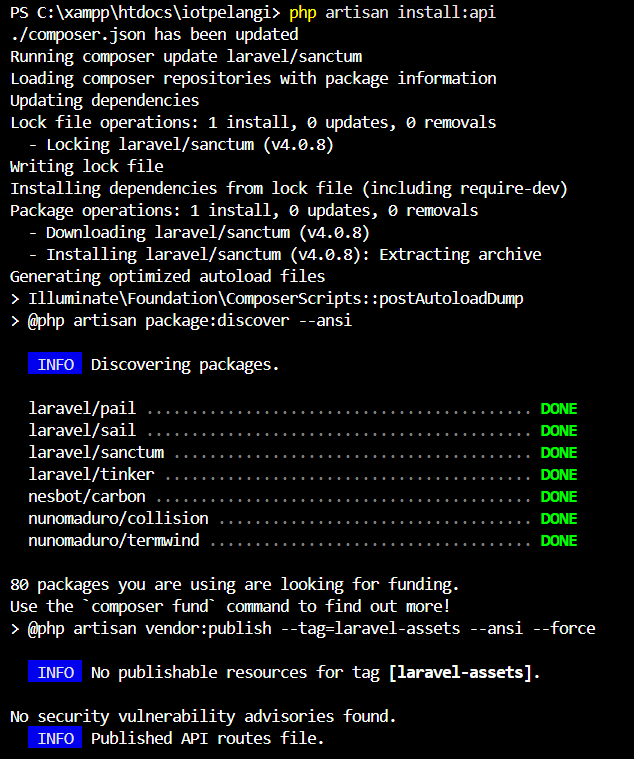 PS C:\xampp\htdocs\iotpelangi> php artisan install:api
./composer.json has been updated
Running composer update laravel/sanctum
Loading composer repositories with package information
Updating dependencies
Lock file operations: 1 install, 0 updates, 0 removals
  - Locking laravel/sanctum (v4.0.8)
Writing lock file
Installing dependencies from lock file (including require-dev)
Package operations: 1 install, 0 updates, 0 removals
  - Downloading laravel/sanctum (v4.0.8)
  - Installing laravel/sanctum (v4.0.8): Extracting archive
Generating optimized autoload files
> Illuminate\Foundation\ComposerScripts::postAutoloadDump
> @php artisan package:discover --ansi
INFO Discovering packages.
laravel/pail ........................................... DONE
laravel/sail ........................................... DONE
laravel/sanctum ........................................ DONE
laravel/tinker ......................................... DONE
nesbot/carbon .......................................... DONE
nunomaduro/collision ................................... DONE
nunomaduro/termwind .................................... DONE
80 packages you are using are looking for funding.
Use the `composer fund` command to find out more!
> @php artisan vendor:publish --tag=laravel-assets --ansi --force
INFO No publishable resources for tag [laravel-assets].
No security vulnerability advisories found.
INFO Published API routes file.